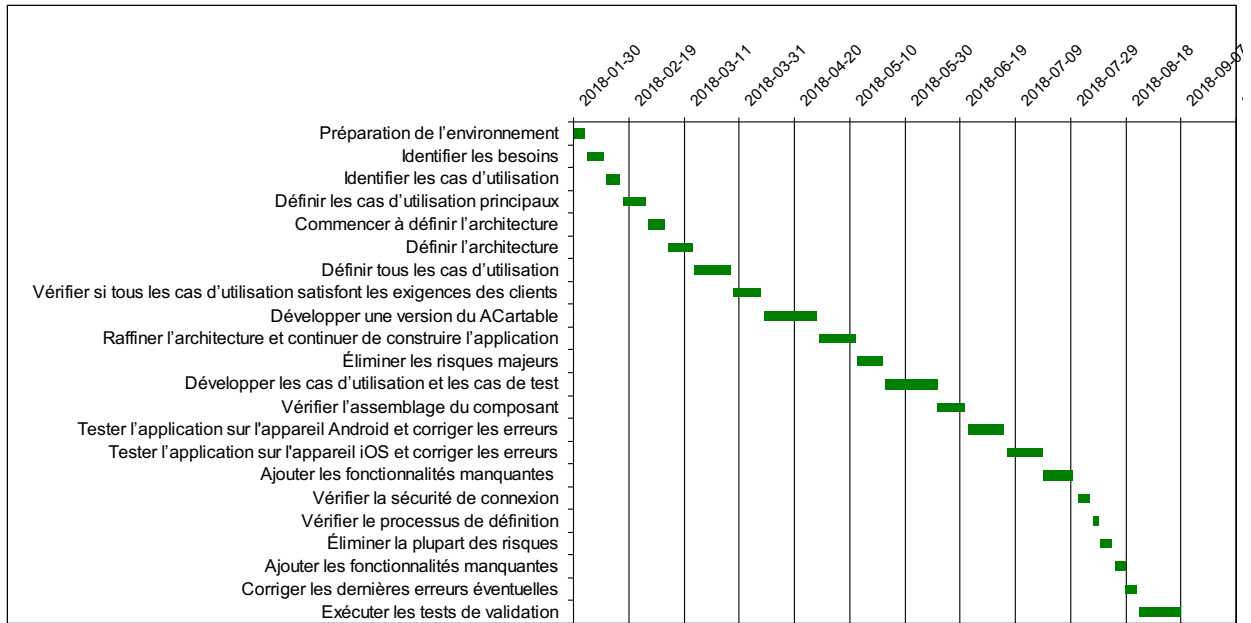 2018-01-30
2018-02-19
2018-03-11
2018-03-31
2018-04-20
2018-05-10
2018-05-30
2018-06-19
2018-07-09
2018-07-29
2018-08-18
2018-09-07
Préparation de l’environnement
Identifier les besoins
Identifier les cas d’utilisation
Définir les cas d’utilisation principaux
Commencer à définir l’architecture
Définir l’architecture
Définir tous les cas d’utilisation
Vérifier si tous les cas d’utilisation satisfont les exigences des clients
Développer une version du ACartable
Raffiner l’architecture et continuer de construire l’application
Éliminer les risques majeurs
Développer les cas d’utilisation et les cas de test
Vérifier l’assemblage du composant
Tester l’application sur l'appareil Android et corriger les erreurs
Tester l’application sur l'appareil iOS et corriger les erreurs
Ajouter les fonctionnalités manquantes
Vérifier la sécurité de connexion
Vérifier le processus de définition
Éliminer la plupart des risques
Ajouter les fonctionnalités manquantes
Corriger les dernières erreurs éventuelles
Exécuter les tests de validation